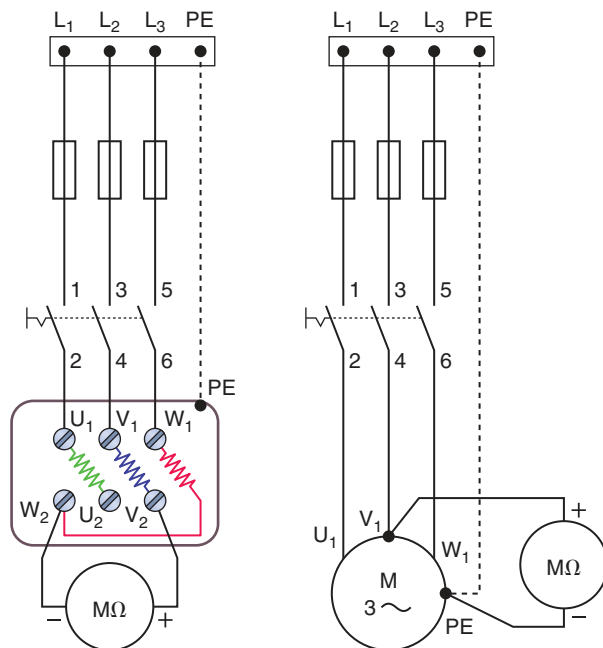 L₁ L₂ L₃ PE
1 3 5
2 4 6
PE
U₁ V₁ W₁
W₂ U₂ V₂
− MΩ +
L₁ L₂ L₃ PE
1 3 5
2 4 6
V₁
U₁ W₁
+
MΩ
−
M
3 ~
PE